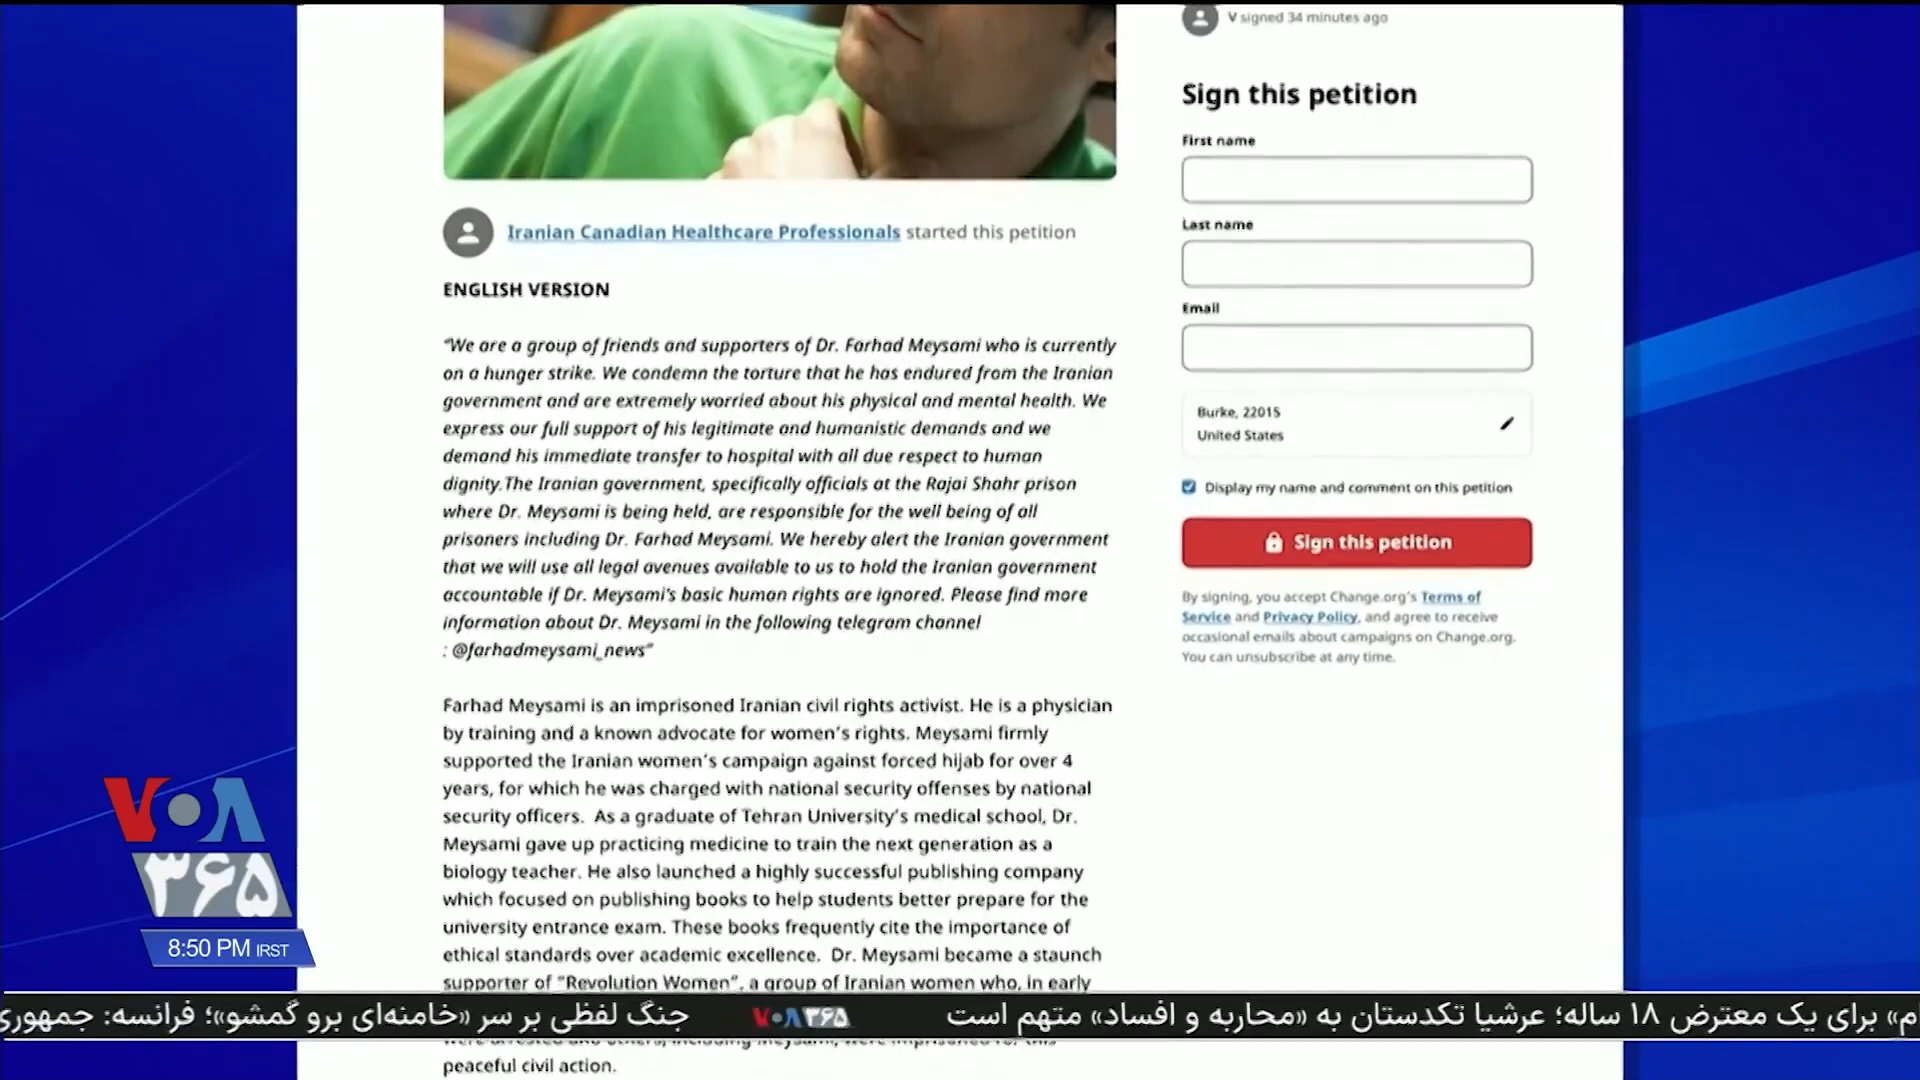 V signed 34 minutes ago
Sign this petition
First name
Last name
Email
Burke, 22015
United States
Display my name and comment on this petition
Sign this petition
By signing, you accept Change.org's Terms of
Service and Privacy Policy, and agree to receive
occasional emails about campaigns on Change.org.
You can unsubscribe at any time.
Iranian Canadian Healthcare Professionals started this petition
ENGLISH VERSION
“We are a group of friends and supporters of Dr. Farhad Meysami who is currently
on a hunger strike. We condemn the torture that he has endured from the Iranian
government and are extremely worried about his physical and mental health. We
express our full support of his legitimate and humanistic demands and we
demand his immediate transfer to hospital with all due respect to human
dignity.The Iranian government, specifically officials at the Rajai Shahr prison
where Dr. Meysami is being held, are responsible for the well being of all
prisoners including Dr. Farhad Meysami. We hereby alert the Iranian government
that we will use all legal avenues available to us to hold the Iranian government
accountable if Dr. Meysami’s basic human rights are ignored. Please find more
information about Dr. Meysami in the following telegram channel
: @farhadmeysami_news”
Farhad Meysami is an imprisoned Iranian civil rights activist. He is a physician
by training and a known advocate for women’s rights. Meysami firmly
supported the Iranian women’s campaign against forced hijab for over 4
years, for which he was charged with national security offenses by national
security officers. As a graduate of Tehran University’s medical school, Dr.
Meysami gave up practicing medicine to train the next generation as a
biology teacher. He also launched a highly successful publishing company
which focused on publishing books to help students better prepare for the
university entrance exam. These books frequently cite the importance of
ethical standards over academic excellence. Dr. Meysami became a staunch
supporter of “Revolution Women”, a group of Iranian women who, in early
peaceful civil action.
VOA
۳۶۵
8:50 PM IRST
ام» برای یک معترض ۱۸ ساله؛ عرشیا تکدستان به «محاربه و افساد» متهم است VOA۳۶۵ جنگ لفظی بر سر «خامنه‌ای برو گمشو»؛ فرانسه: جمهوری